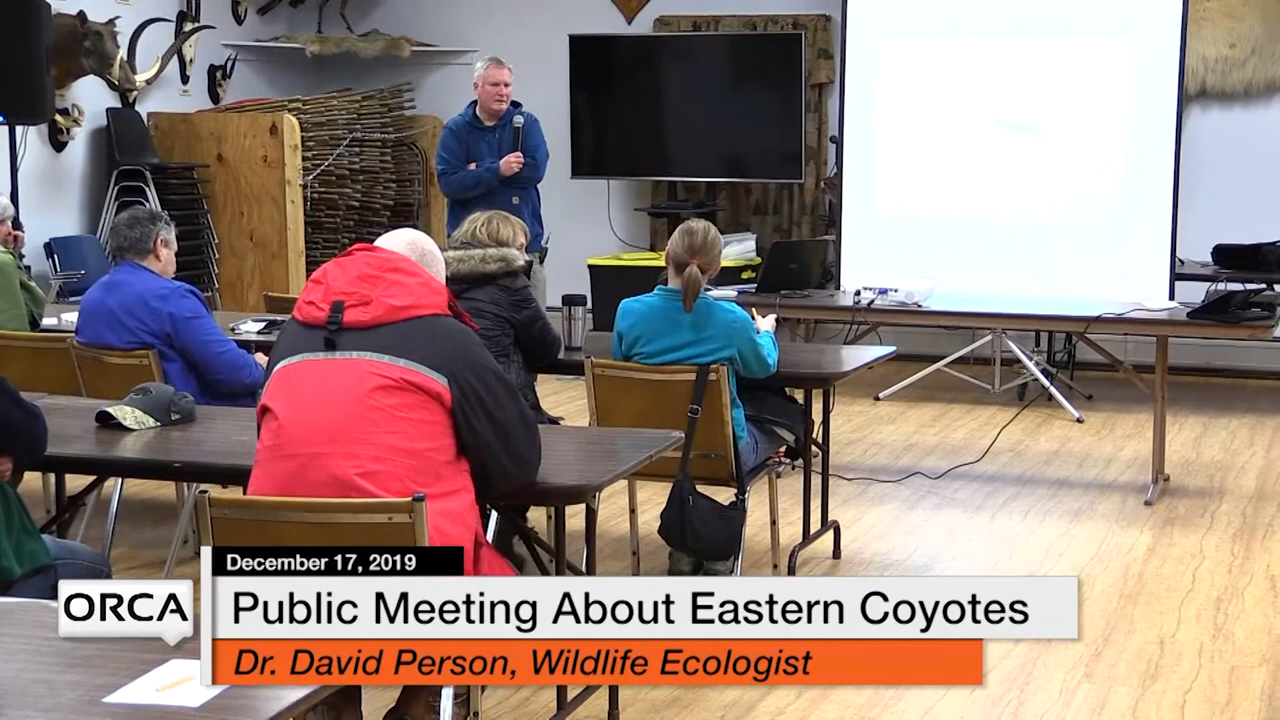 December 17, 2019
ORCA
Public Meeting About Eastern Coyotes
Dr. David Person, Wildlife Ecologist